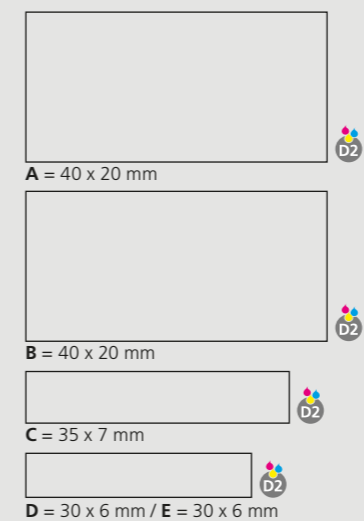 D2
A = 40 x 20 mm
D2
B = 40 x 20 mm
D2
C = 35 x 7 mm
D2
D = 30 x 6 mm / E = 30 x 6 mm